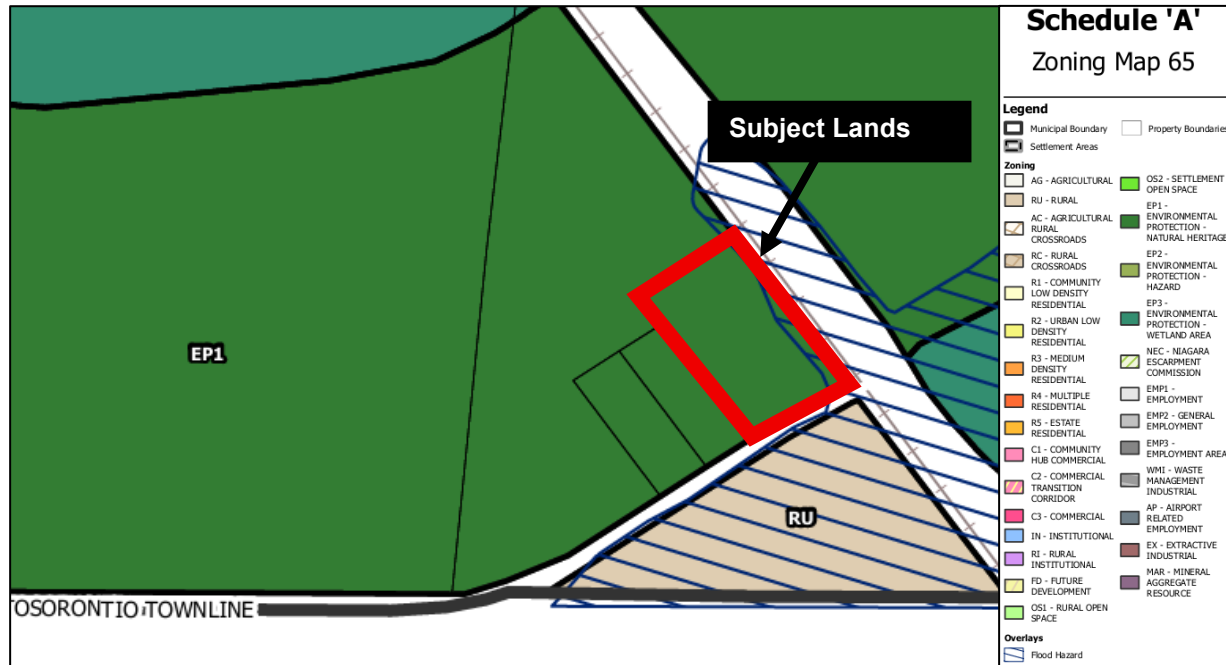 Schedule 'A'
Zoning Map 65
Subject Lands
EP1
RU
TOSORONTIO TOWNLINE
Legend
Municipal Boundary
Property Boundaries
Settlement Areas
Zoning
AG - AGRICULTURAL
RU - RURAL
AC - AGRICULTURAL
RURAL
CROSSROADS
RC - RURAL
CROSSROADS
R1 - COMMUNITY
LOW DENSITY
RESIDENTIAL
R2 - URBAN LOW
DENSITY
RESIDENTIAL
R3 - MEDIUM
DENSITY
RESIDENTIAL
R4 - MULTIPLE
RESIDENTIAL
R5 - ESTATE
RESIDENTIAL
C1 - COMMUNITY
HUB COMMERCIAL
C2 - COMMERCIAL
TRANSITION
CORRIDOR
C3 - COMMERCIAL
IN - INSTITUTIONAL
RI - RURAL
INSTITUTIONAL
FD - FUTURE
DEVELOPMENT
OS1 - RURAL OPEN
SPACE
OS2 - SETTLEMENT
OPEN SPACE
EP1 -
ENVIRONMENTAL
PROTECTION -
NATURAL HERITAGE
EP2 -
ENVIRONMENTAL
PROTECTION -
HAZARD
EP3 -
ENVIRONMENTAL
PROTECTION -
WETLAND AREA
NEC - NIAGARA
ESCARPMENT
COMMISSION
EMP1 -
EMPLOYMENT
EMP2 - GENERAL
EMPLOYMENT
EMP3 -
EMPLOYMENT AREA
WMI - WASTE
MANAGEMENT
INDUSTRIAL
AP - AIRPORT
RELATED
EMPLOYMENT
EX - EXTRACTIVE
INDUSTRIAL
MAR - MINERAL
AGGREGATE
RESOURCE
Overlays
Flood Hazard